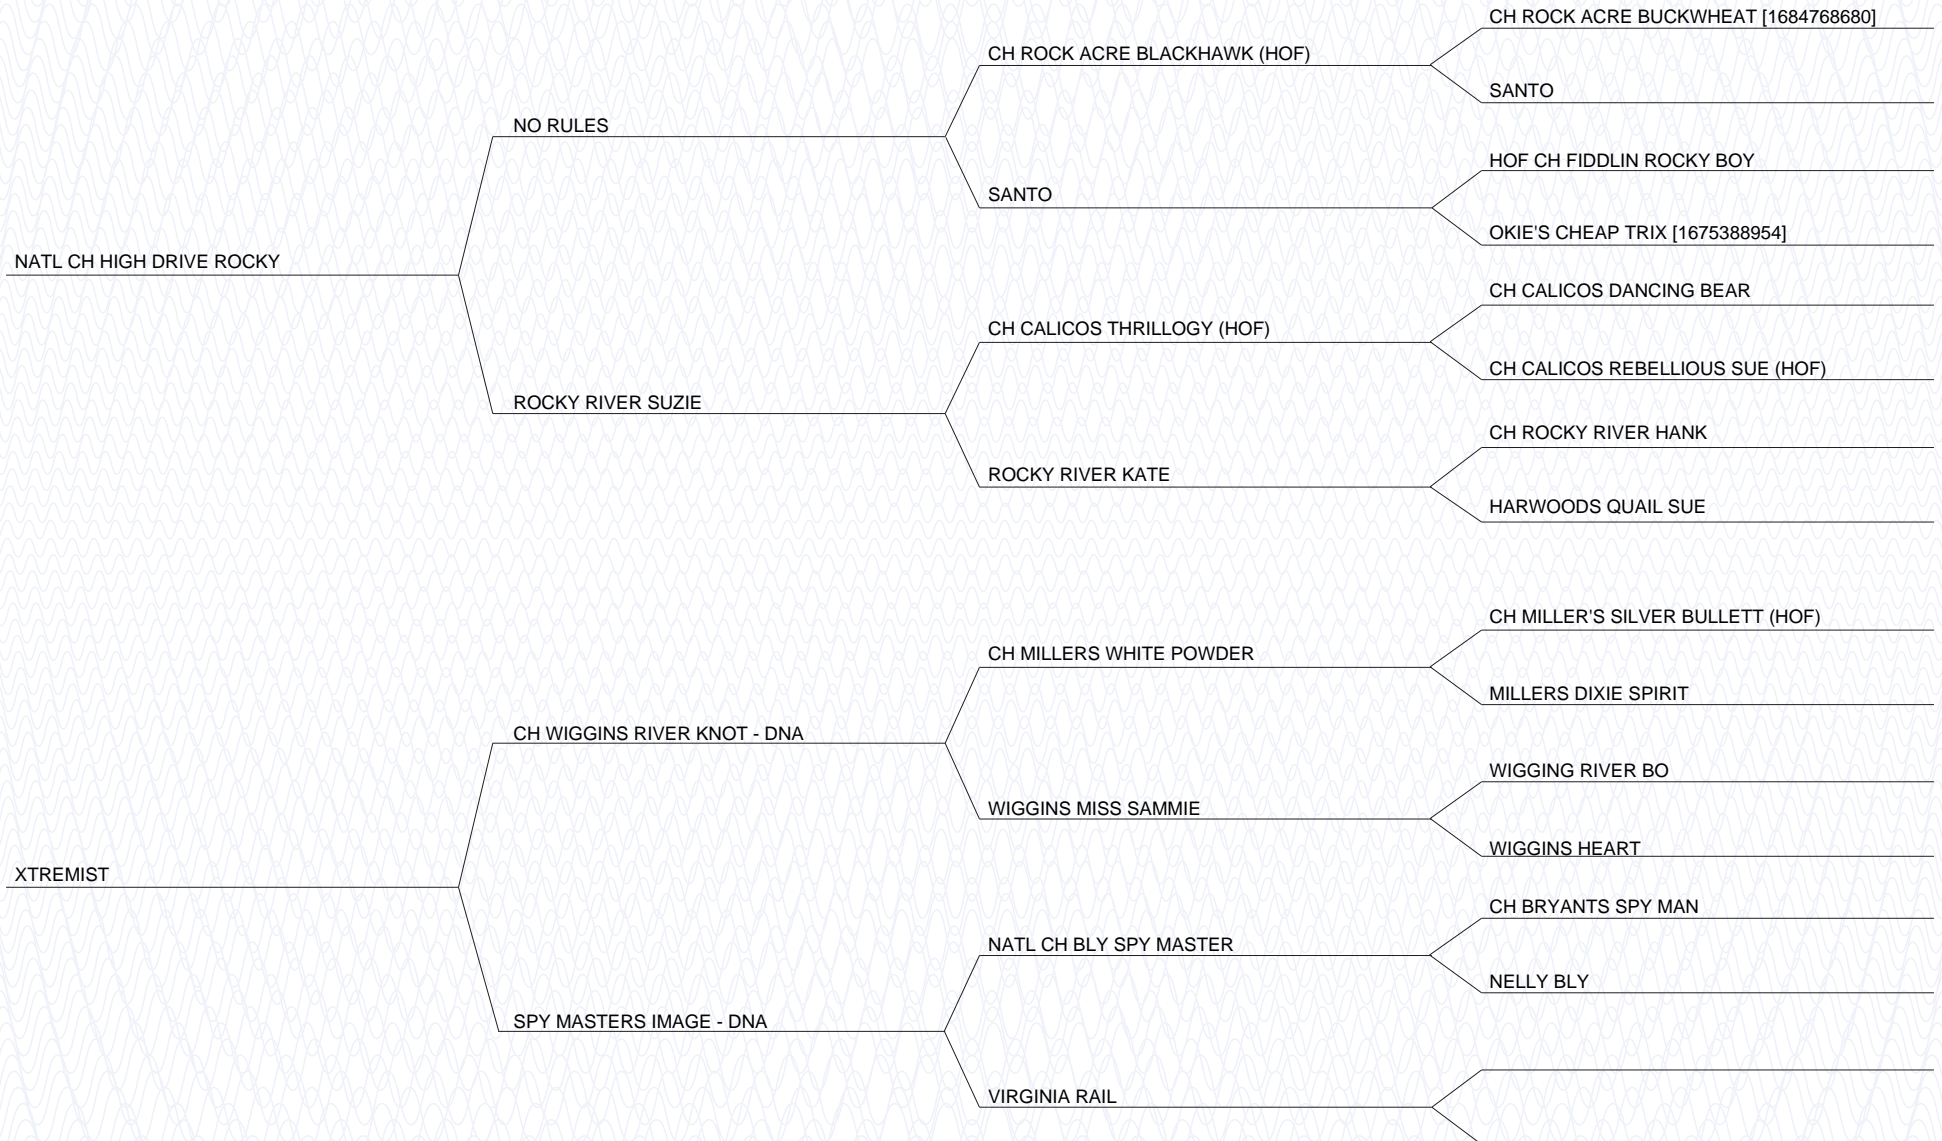 CH ROCK ACRE BUCKWHEAT [1684768680]
CH ROCK ACRE BLACKHAWK (HOF)
SANTO
NO RULES
HOF CH FIDDLIN ROCKY BOY
SANTO
OKIE'S CHEAP TRIX [1675388954]
NATL CH HIGH DRIVE ROCKY
CH CALICOS DANCING BEAR
CH CALICOS THRILLOGY (HOF)
CH CALICOS REBELLIOUS SUE (HOF)
ROCKY RIVER SUZIE
CH ROCKY RIVER HANK
ROCKY RIVER KATE
HARWOODS QUAIL SUE
CH MILLER'S SILVER BULLETT (HOF)
CH MILLERS WHITE POWDER
MILLERS DIXIE SPIRIT
CH WIGGINS RIVER KNOT - DNA
WIGGING RIVER BO
WIGGINS MISS SAMMIE
WIGGINS HEART
XTREMIST
CH BRYANTS SPY MAN
NATL CH BLY SPY MASTER
NELLY BLY
SPY MASTERS IMAGE - DNA
VIRGINIA RAIL